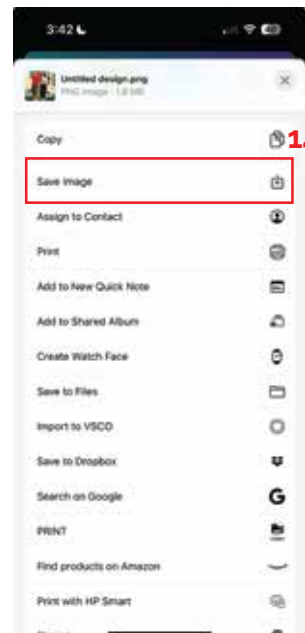 3:42
Untitled design.png
PNG Image · 1.8 MB
Copy
1.
Save Image
Assign to Contact
Print
Add to New Quick Note
Add to Shared Album
Create Watch Face
Save to Files
Import to VSCO
Save to Dropbox
Search on Google
PRINT
Find products on Amazon
Print with HP Smart